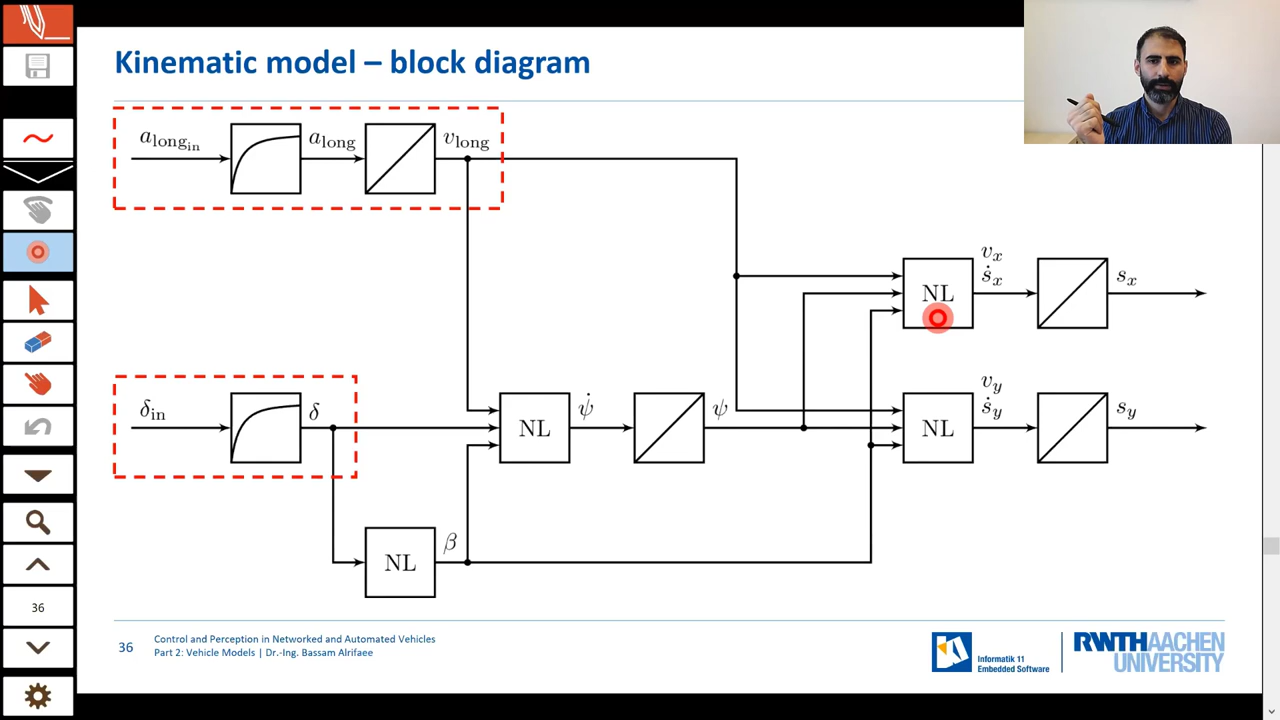 Kinematic model – block diagram
a_long_in
a_long
v_long
v_x
ṡ_x
NL
s_x
δ_in
δ
NL
ψ̇
ψ
v_y
ṡ_y
NL
s_y
NL
β
36
36
Control and Perception in Networked and Automated Vehicles
Part 2: Vehicle Models | Dr.-Ing. Bassam Alrifaee
Informatik 11
Embedded Software
RWTHAACHEN
UNIVERSITY